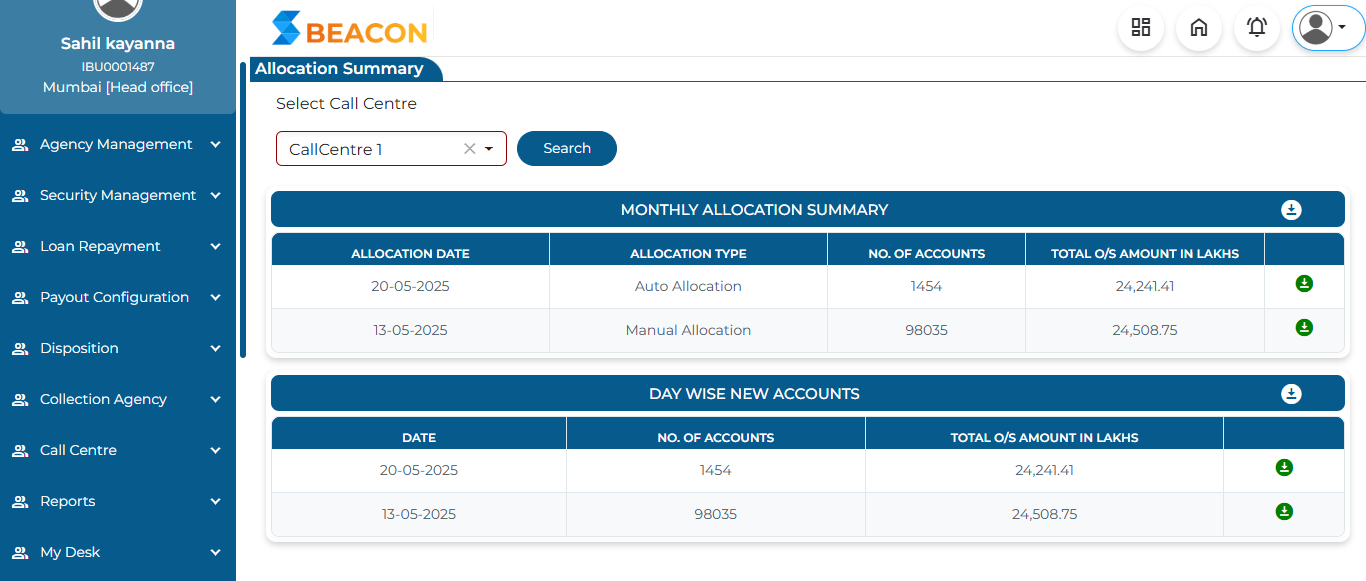 Sahil kayanna
IBU0001487
Mumbai [Head office]
Agency Management
Security Management
Loan Repayment
Payout Configuration
Disposition
Collection Agency
Call Centre
Reports
My Desk
BEACON
Allocation Summary
Select Call Centre
CallCentre 1
Search
MONTHLY ALLOCATION SUMMARY
ALLOCATION DATE ALLOCATION TYPE NO. OF ACCOUNTS TOTAL O/S AMOUNT IN LAKHS
20-05-2025 Auto Allocation 1454 24,241.41
13-05-2025 Manual Allocation 98035 24,508.75
DAY WISE NEW ACCOUNTS
DATE NO. OF ACCOUNTS TOTAL O/S AMOUNT IN LAKHS
20-05-2025 1454 24,241.41
13-05-2025 98035 24,508.75